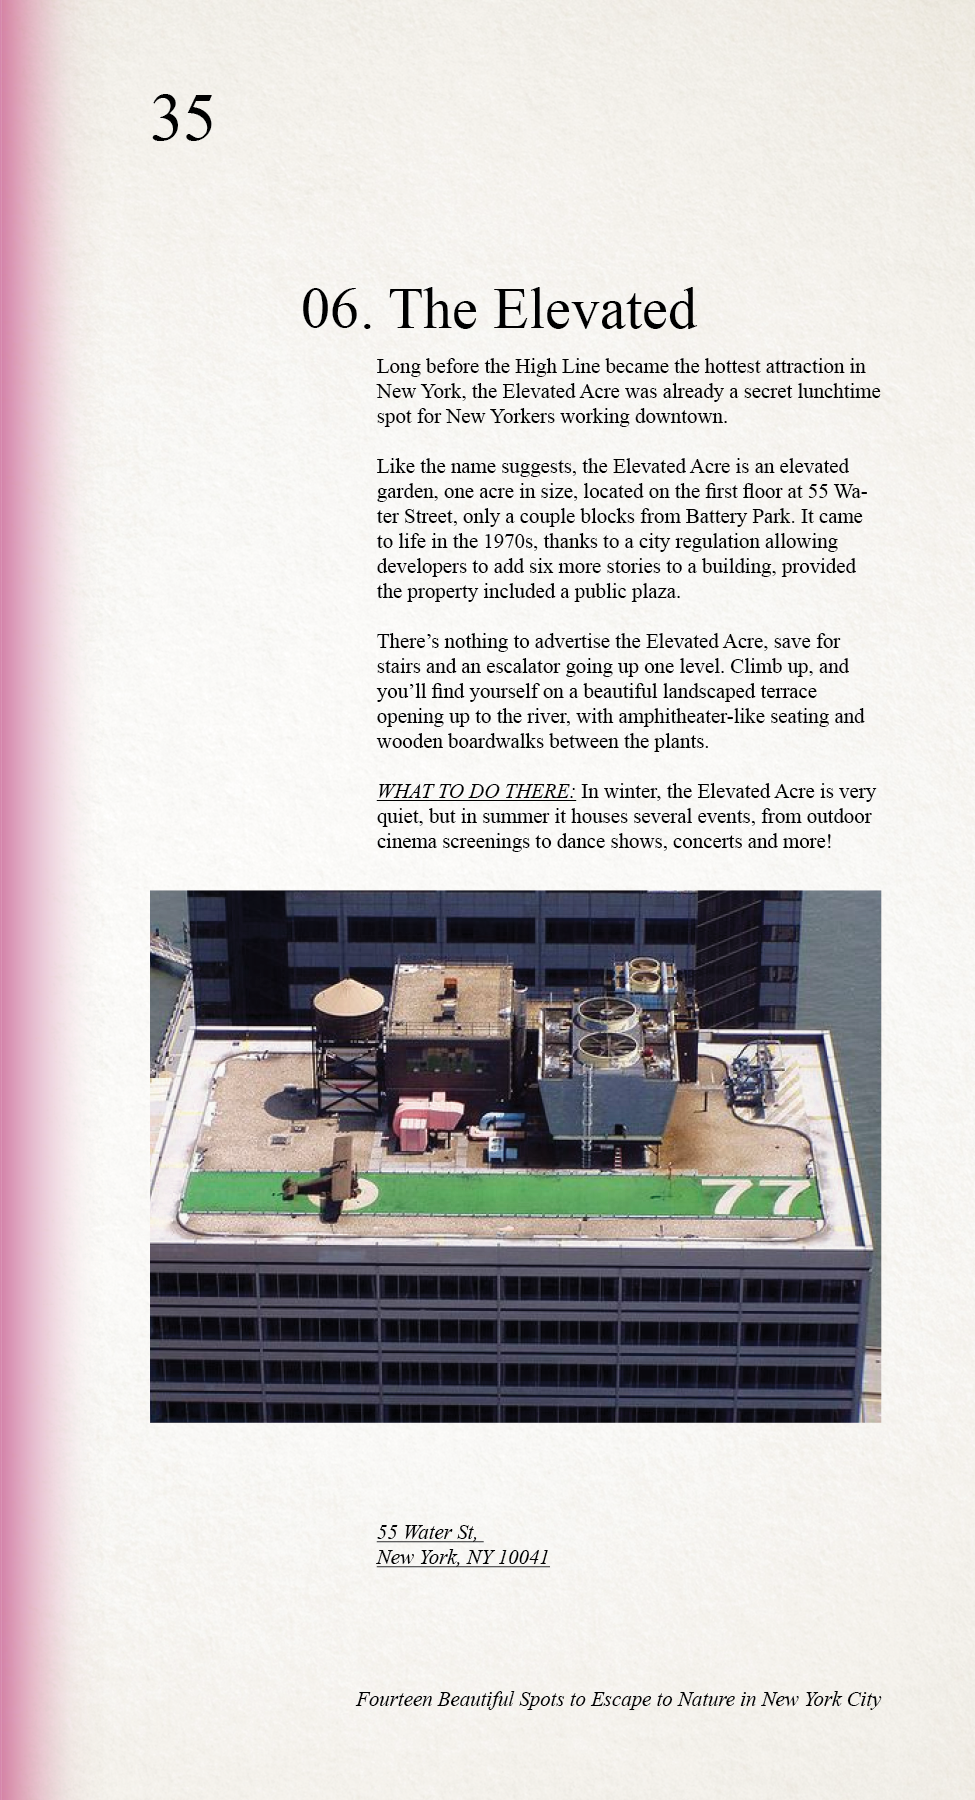 35
06. The Elevated
Long before the High Line became the hottest attraction in
New York, the Elevated Acre was already a secret lunchtime
spot for New Yorkers working downtown.
Like the name suggests, the Elevated Acre is an elevated
garden, one acre in size, located on the first floor at 55 Wa-
ter Street, only a couple blocks from Battery Park. It came
to life in the 1970s, thanks to a city regulation allowing
developers to add six more stories to a building, provided
the property included a public plaza.
There’s nothing to advertise the Elevated Acre, save for
stairs and an escalator going up one level. Climb up, and
you’ll find yourself on a beautiful landscaped terrace
opening up to the river, with amphitheater-like seating and
wooden boardwalks between the plants.
WHAT TO DO THERE: In winter, the Elevated Acre is very
quiet, but in summer it houses several events, from outdoor
cinema screenings to dance shows, concerts and more!
77
55 Water St,
New York, NY 10041
Fourteen Beautiful Spots to Escape to Nature in New York City